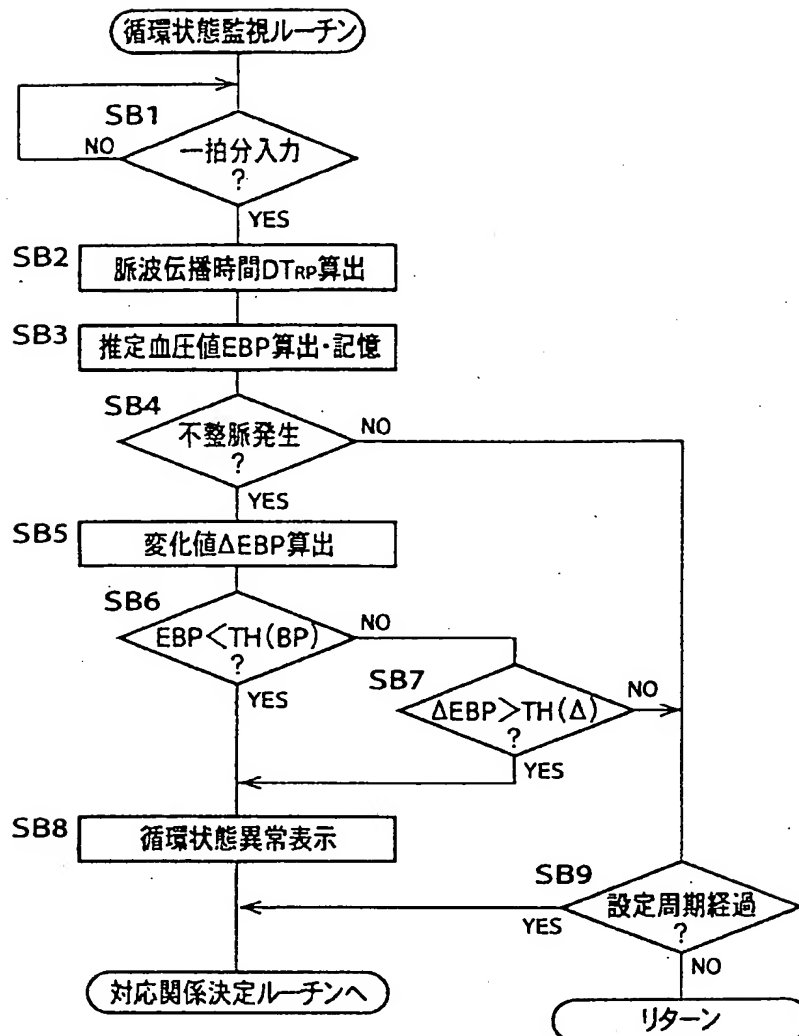 循環状態監視ルーチン
SB1
NO
一拍分入力
?
YES
SB2
脈波伝播時間DTRP算出
SB3
推定血圧値EBP算出・記憶
SB4
不整脈発生
?
NO
YES
SB5
変化値ΔEBP算出
SB6
EBP<TH(BP)
?
NO
YES
SB7
ΔEBP>TH(Δ)
?
NO
YES
SB8
循環状態異常表示
SB9
設定周期経過
?
YES
NO
対応関係決定ルーチンへ
リターン